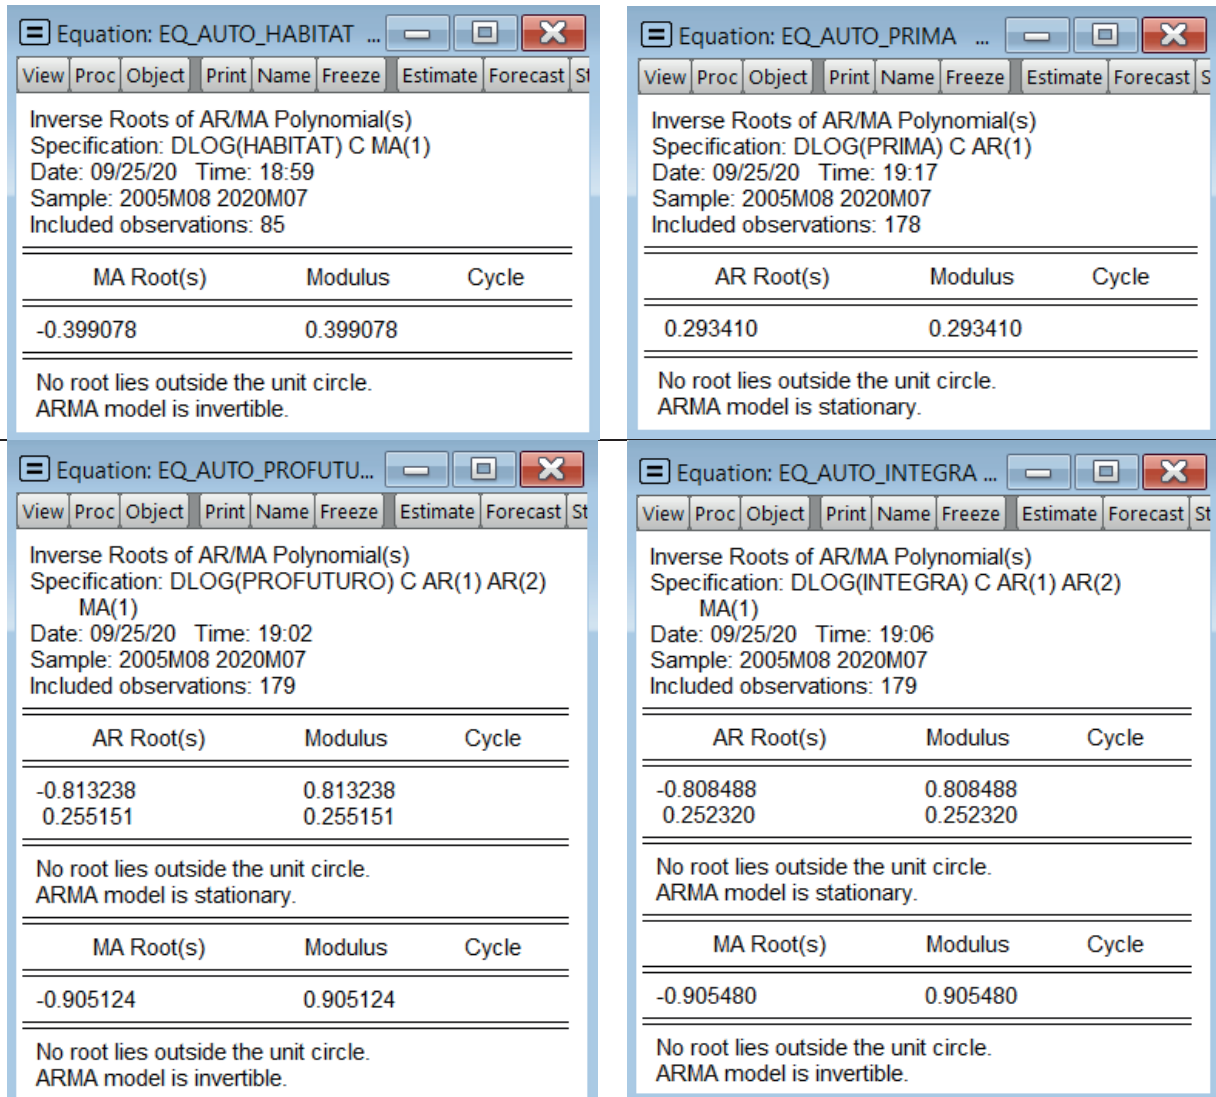 Equation: EQ_AUTO_HABITAT ...
View Proc Object Print Name Freeze Estimate Forecast St
Inverse Roots of AR/MA Polynomial(s)
Specification: DLOG(HABITAT) C MA(1)
Date: 09/25/20 Time: 18:59
Sample: 2005M08 2020M07
Included observations: 85
MA Root(s) Modulus Cycle
-0.399078 0.399078
No root lies outside the unit circle.
ARMA model is invertible.
Equation: EQ_AUTO_PRIMA ...
View Proc Object Print Name Freeze Estimate Forecast S
Inverse Roots of AR/MA Polynomial(s)
Specification: DLOG(PRIMA) C AR(1)
Date: 09/25/20 Time: 19:17
Sample: 2005M08 2020M07
Included observations: 178
AR Root(s) Modulus Cycle
0.293410 0.293410
No root lies outside the unit circle.
ARMA model is stationary.
Equation: EQ_AUTO_PROFUTU...
View Proc Object Print Name Freeze Estimate Forecast St
Inverse Roots of AR/MA Polynomial(s)
Specification: DLOG(PROFUTURO) C AR(1) AR(2)
MA(1)
Date: 09/25/20 Time: 19:02
Sample: 2005M08 2020M07
Included observations: 179
AR Root(s) Modulus Cycle
-0.813238 0.813238
0.255151 0.255151
No root lies outside the unit circle.
ARMA model is stationary.
MA Root(s) Modulus Cycle
-0.905124 0.905124
No root lies outside the unit circle.
ARMA model is invertible.
Equation: EQ_AUTO_INTEGRA ...
View Proc Object Print Name Freeze Estimate Forecast St
Inverse Roots of AR/MA Polynomial(s)
Specification: DLOG(INTEGRA) C AR(1) AR(2)
MA(1)
Date: 09/25/20 Time: 19:06
Sample: 2005M08 2020M07
Included observations: 179
AR Root(s) Modulus Cycle
-0.808488 0.808488
0.252320 0.252320
No root lies outside the unit circle.
ARMA model is stationary.
MA Root(s) Modulus Cycle
-0.905480 0.905480
No root lies outside the unit circle.
ARMA model is invertible.